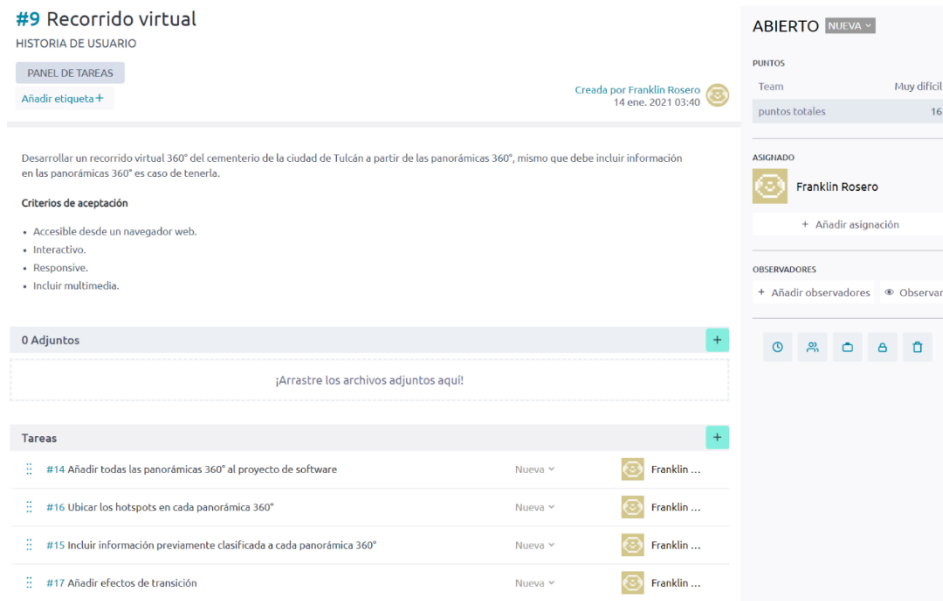 #9 Recorrido virtual
HISTORIA DE USUARIO
PANEL DE TAREAS
Añadir etiqueta +
Creada por Franklin Rosero
14 ene. 2021 03:40
Desarrollar un recorrido virtual 360° del cementerio de la ciudad de Tulcán a partir de las panorámicas 360°, mismo que debe incluir información
en las panorámicas 360° es caso de tenerla.
Criterios de aceptación
• Accesible desde un navegador web.
• Interactivo.
• Responsive.
• Incluir multimedia.
0 Adjuntos
+
¡Arrastre los archivos adjuntos aquí!
Tareas
+
#14 Añadir todas las panorámicas 360° al proyecto de software Nueva Franklin ...
#16 Ubicar los hotspots en cada panorámica 360° Nueva Franklin ...
#15 Incluir información previamente clasificada a cada panorámica 360° Nueva Franklin ...
#17 Añadir efectos de transición Nueva Franklin ...
ABIERTO NUEVA
PUNTOS
Team Muy difícil
puntos totales 16
ASIGNADO
Franklin Rosero
+ Añadir asignación
OBSERVADORES
+ Añadir observadores Observar